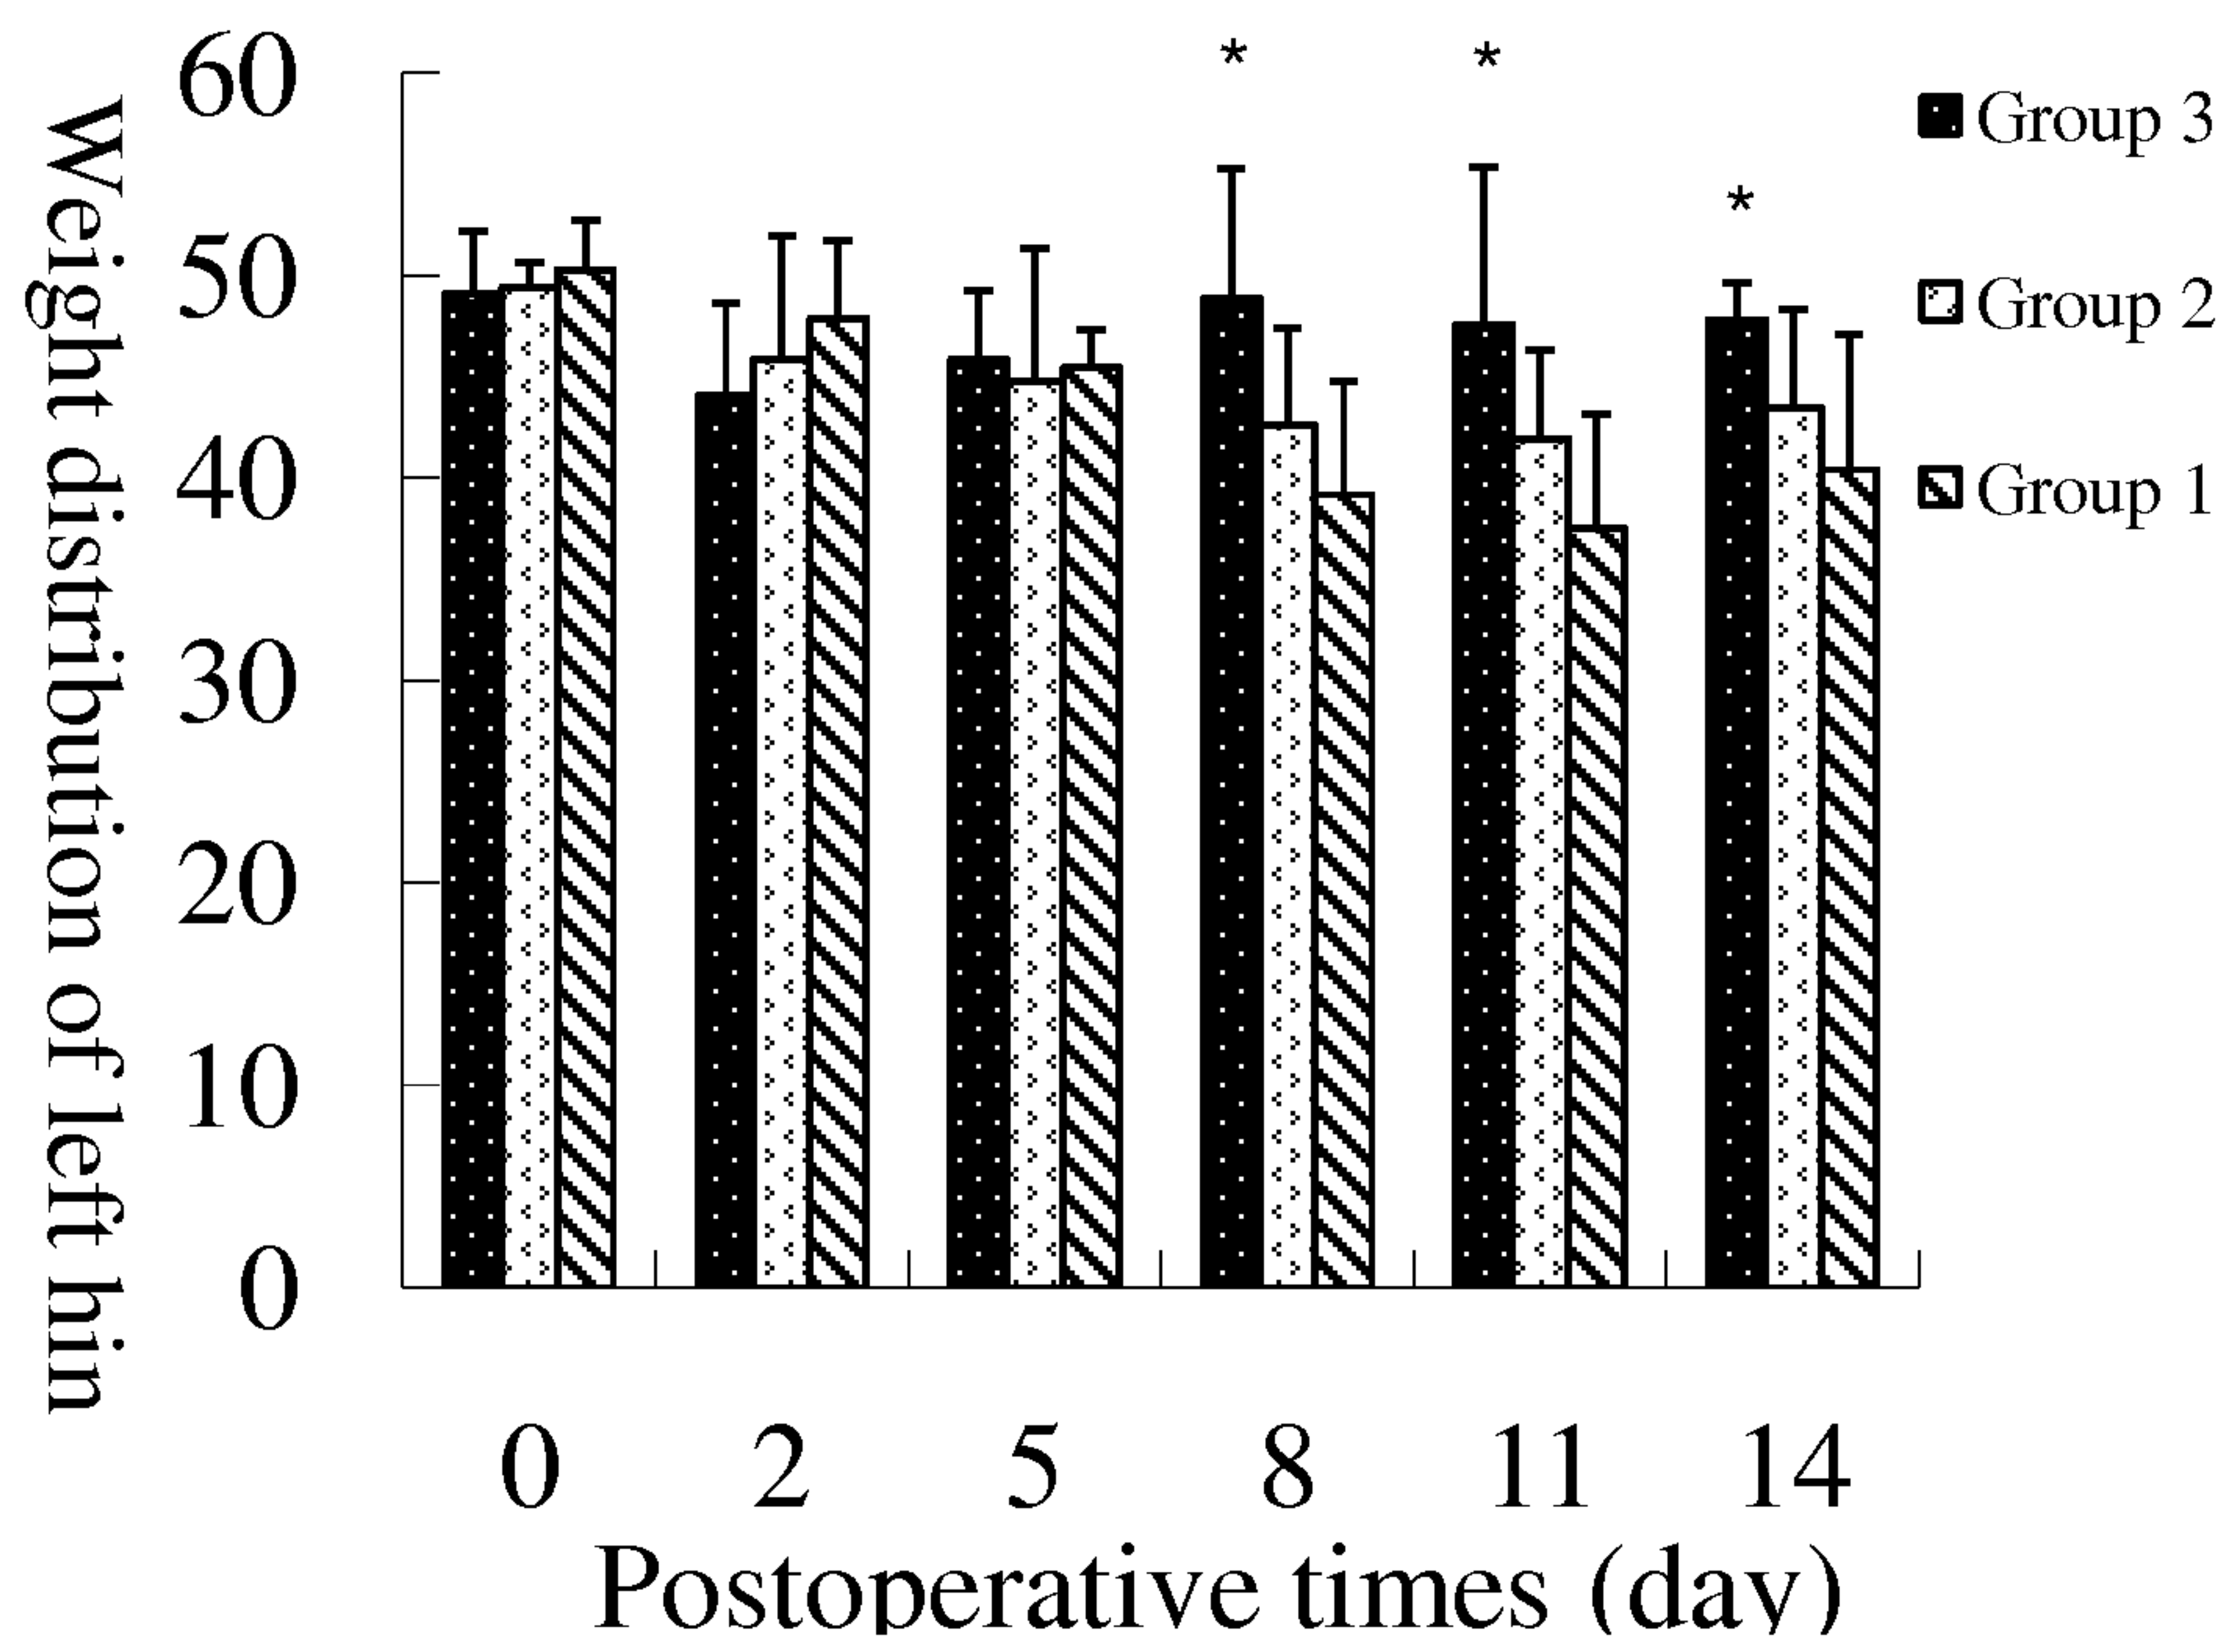 Weight distribution of left hin
60
50
40
30
20
10
0
*
*
*
Group 3
Group 2
Group 1
0 2 5 8 11 14
Postoperative times (day)